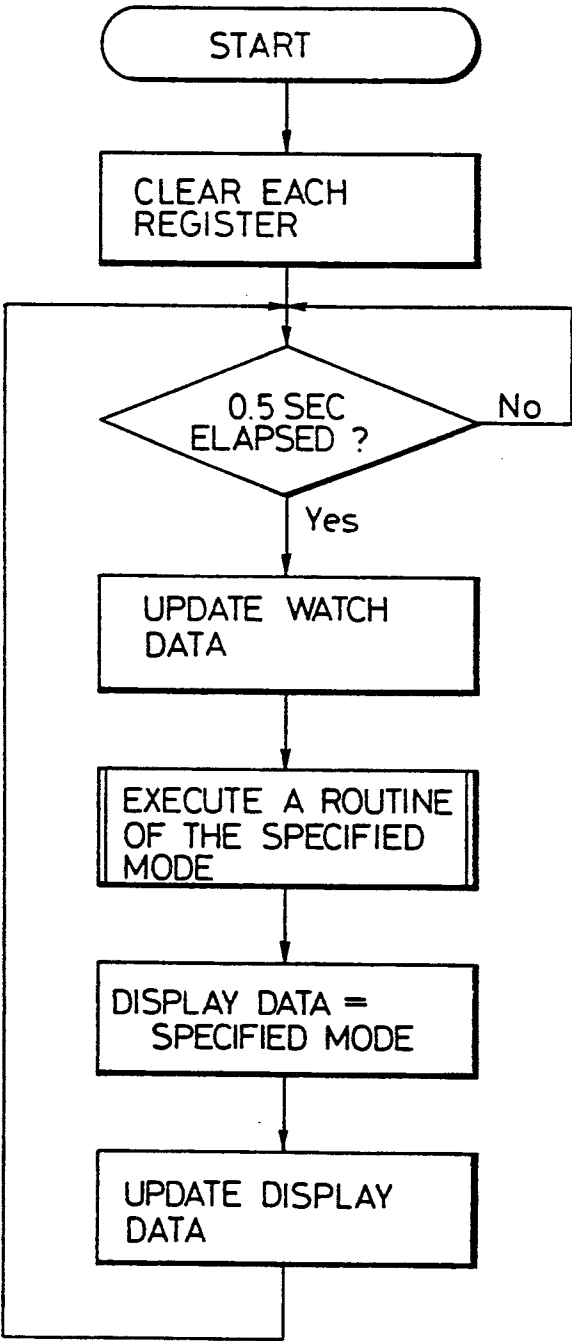 START
CLEAR EACH
REGISTER
0.5 SEC
ELAPSED ?
No
Yes
UPDATE WATCH
DATA
EXECUTE A ROUTINE
OF THE SPECIFIED
MODE
DISPLAY DATA =
SPECIFIED MODE
UPDATE DISPLAY
DATA